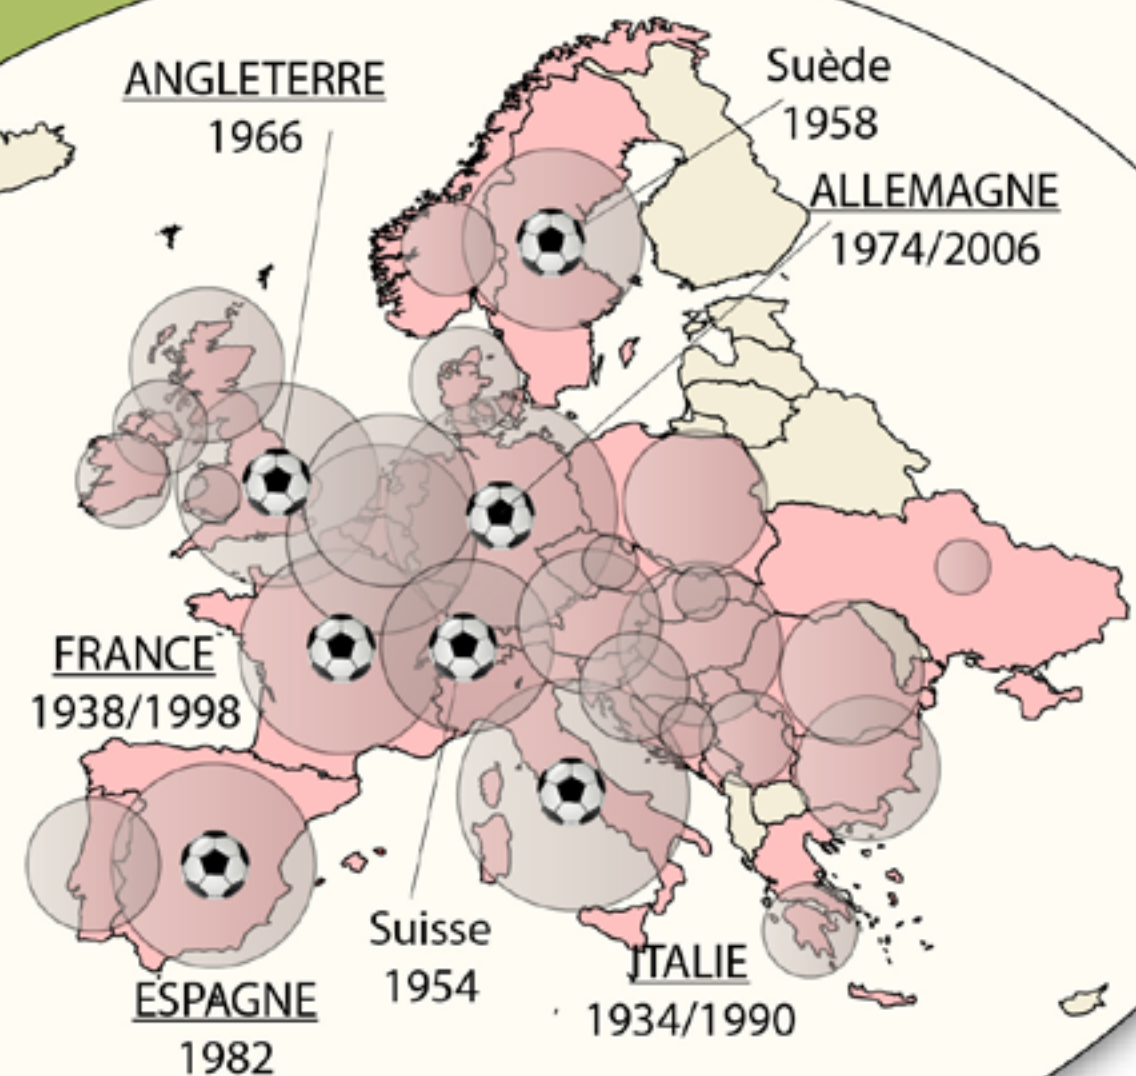 ANGLETERRE
1966
Suède
1958
ALLEMAGNE
1974/2006
FRANCE
1938/1998
Suisse
1954
ITALIE
1934/1990
ESPAGNE
1982